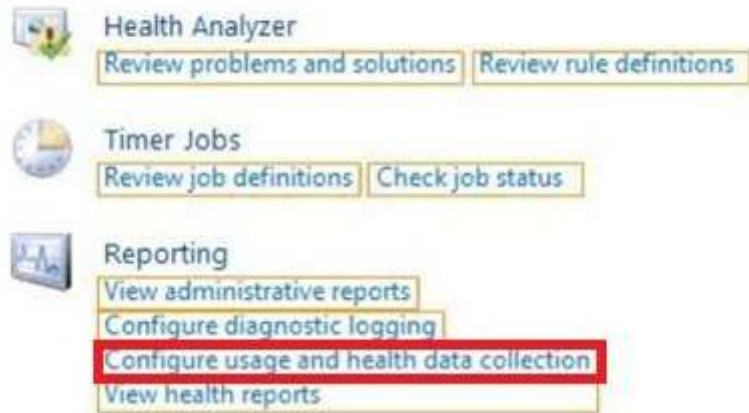 Health Analyzer
Review problems and solutions Review rule definitions
Timer Jobs
Review job definitions Check job status
Reporting
View administrative reports
Configure diagnostic logging
Configure usage and health data collection
View health reports